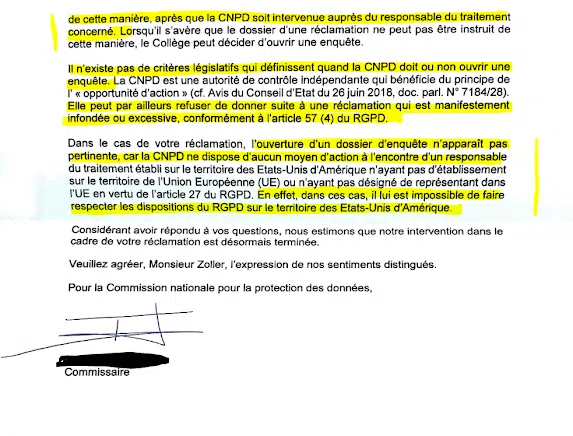 de cette manière, après que la CNPD soit intervenue auprès du responsable du traitement
concerné. Lorsqu'il s'avère que le dossier d'une réclamation ne peut pas être instruit de
cette manière, le Collège peut décider d'ouvrir une enquête.
Il n'existe pas de critères législatifs qui définissent quand la CNPD doit ou non ouvrir une
enquête. La CNPD est une autorité de contrôle indépendante qui bénéficie du principe de
l' « opportunité d'action » (cf. Avis du Conseil d'Etat du 26 juin 2018, doc. parl. N° 7184/28).
Elle peut par ailleurs refuser de donner suite à une réclamation qui est manifestement
infondée ou excessive, conformément à l'article 57 (4) du RGPD.
Dans le cas de votre réclamation, l'ouverture d'un dossier d'enquête n'apparaît pas
pertinente, car la CNPD ne dispose d'aucun moyen d'action à l'encontre d'un responsable
du traitement établi sur le territoire des Etats-Unis d'Amérique n'ayant pas d'établissement
sur le territoire de l'Union Européenne (UE) ou n'ayant pas désigné de représentant dans
l'UE en vertu de l'article 27 du RGPD. En effet, dans ces cas, il lui est impossible de faire
respecter les dispositions du RGPD sur le territoire des Etats-Unis d'Amérique.
Considérant avoir répondu à vos questions, nous estimons que notre intervention dans le
cadre de votre réclamation est désormais terminée.
Veuillez agréer, Monsieur Zoller, l'expression de nos sentiments distingués.
Pour la Commission nationale pour la protection des données,
Commissaire